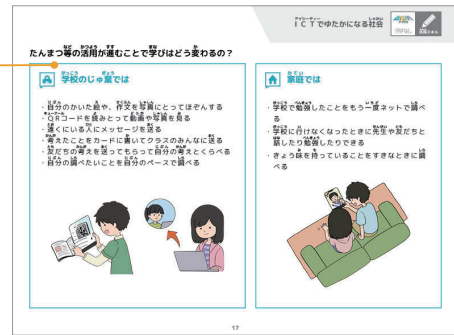 ICTでゆたかになる社会
たんまつ等の活用が進むことで学びはどう変わるの？
学校のじゅ業では
・自分のかいた絵や、作文を写真にとってほぞんする
・QRコードを読みとって動画や写真を見る
・遠くにいる人にメッセージを送る
・考えたことをカードに書いてクラスのみんなに送る
・友だちの考えを送ってもらって自分の考えとくらべる
・自分の調べたいことを自分のペースで調べる
家庭では
・学校で勉強したことをもう一度ネットで調べ
る
・学校に行けなくなったときに先生や友だちと
話したり勉強したりできる
・きょう味を持っていることをすきなときに調
べる
17